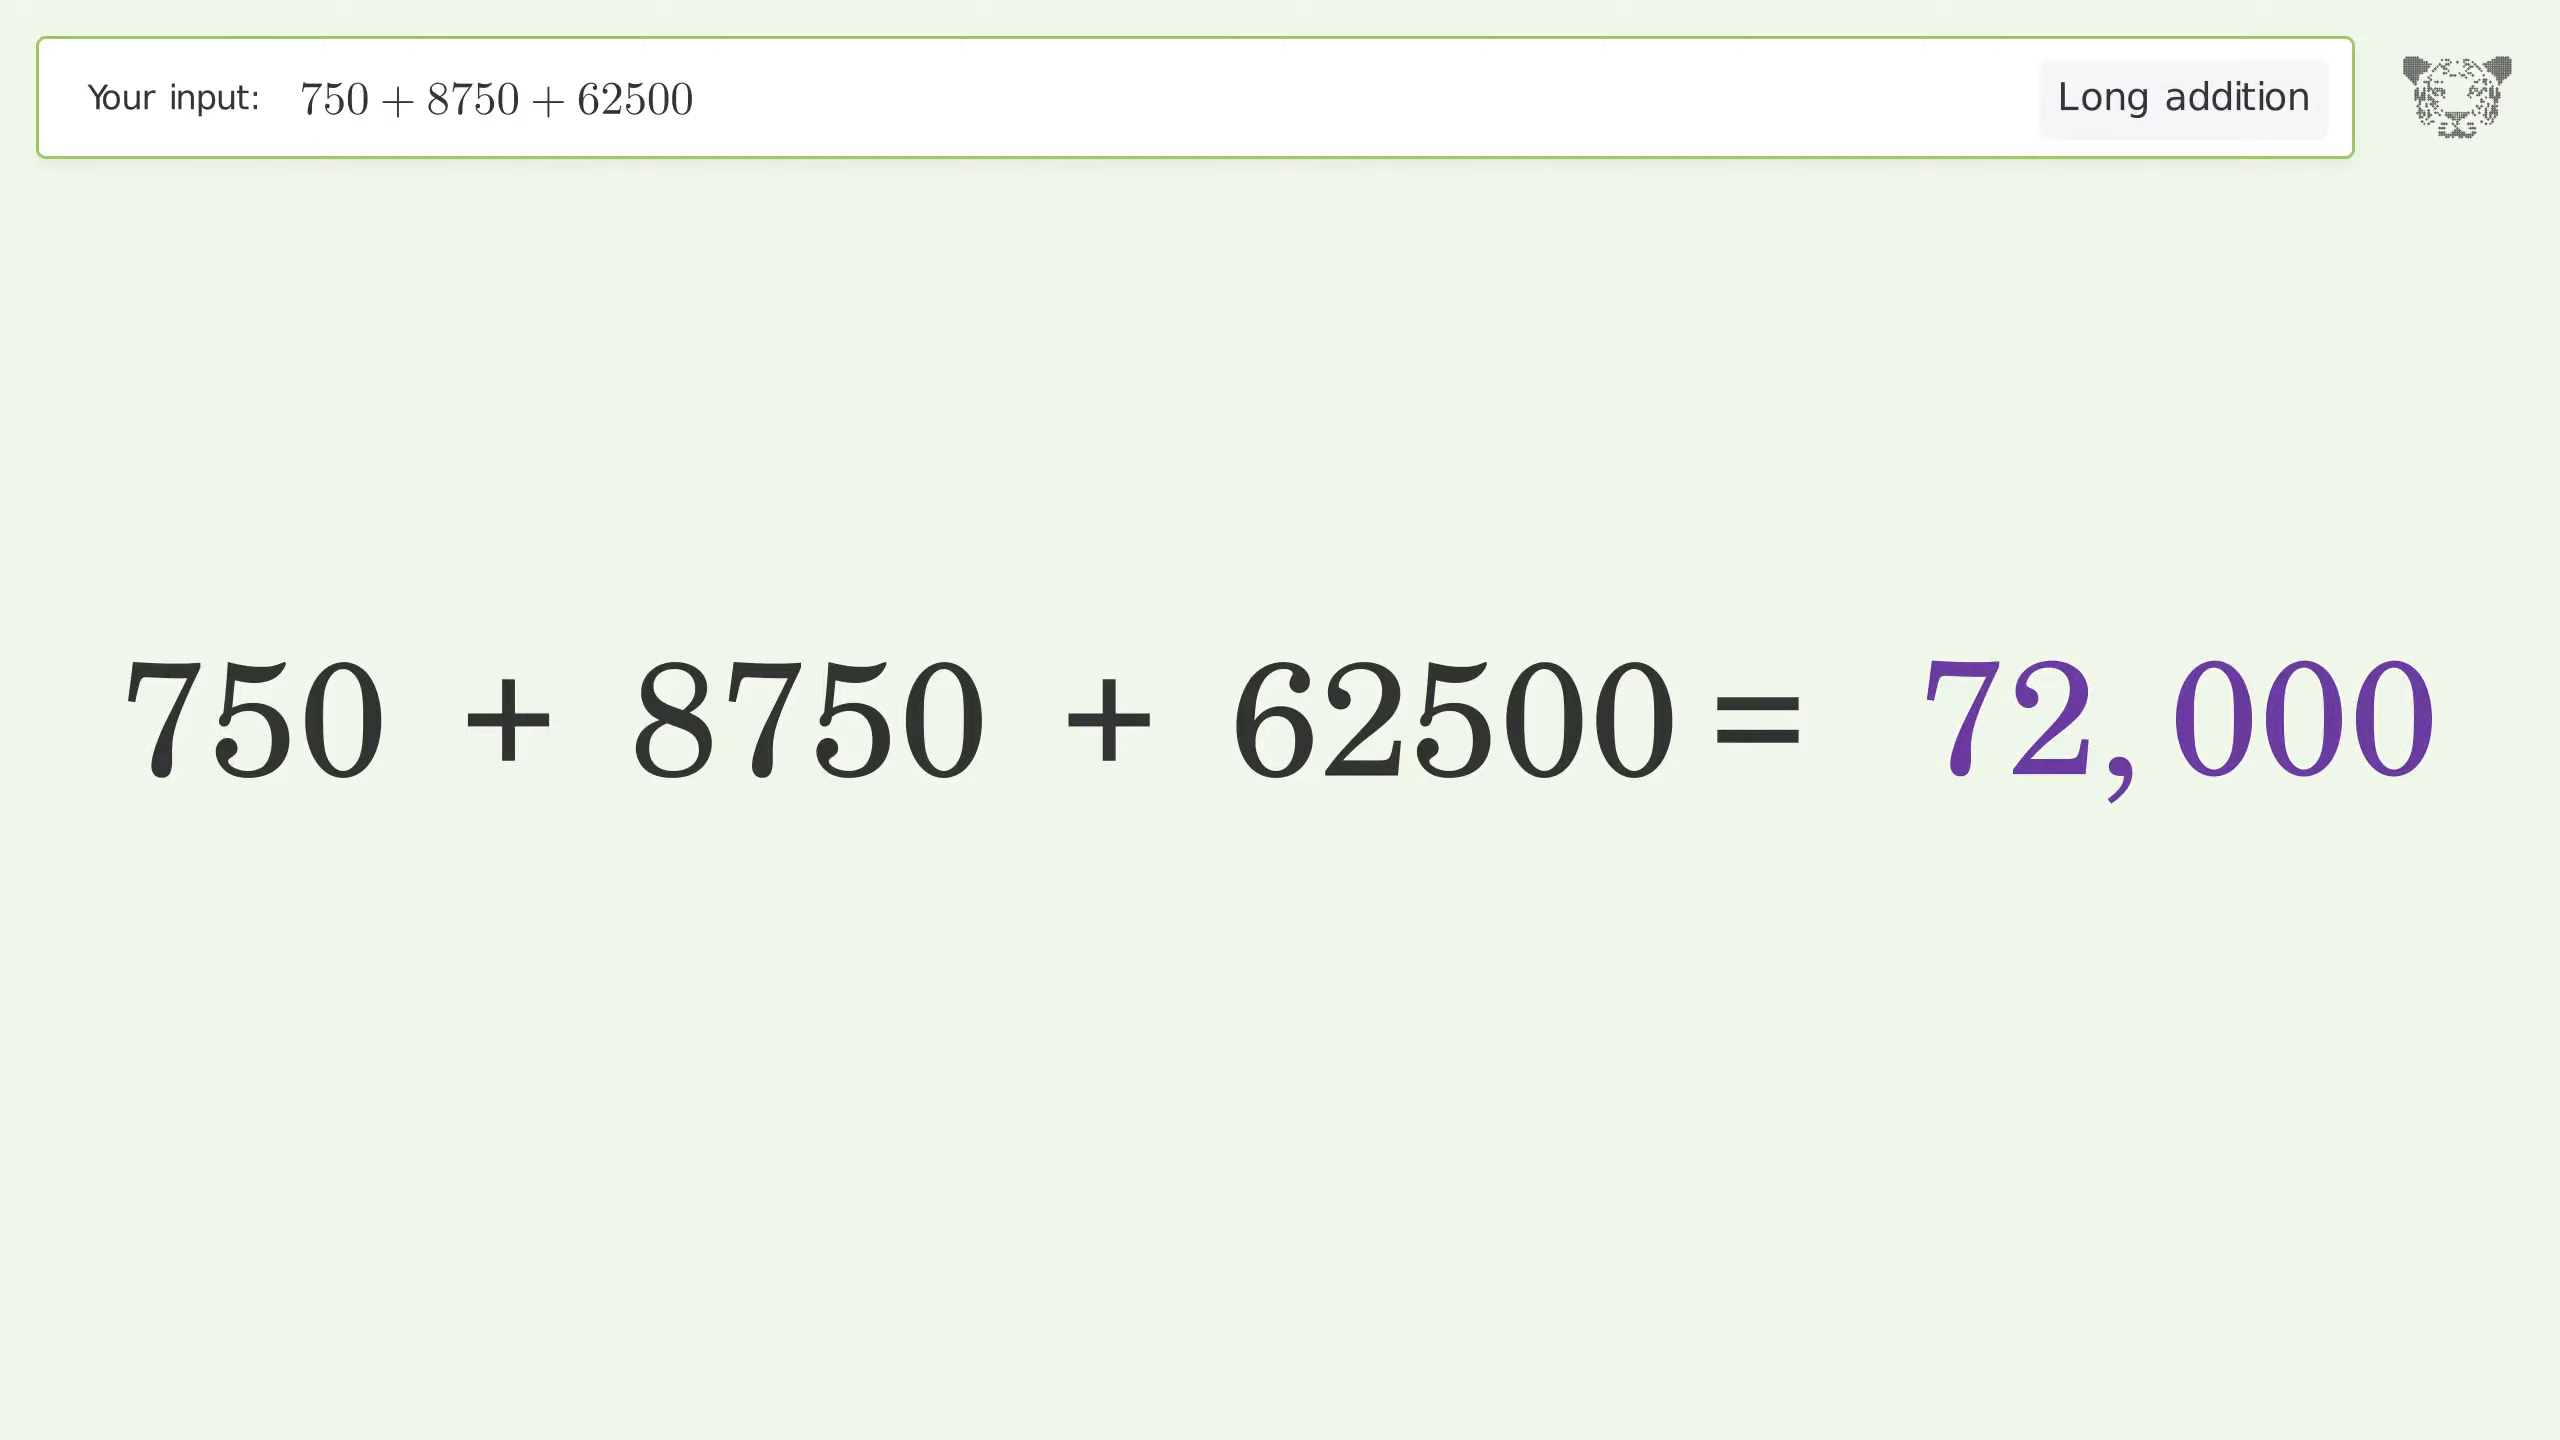 Your input: 750 + 8750 + 62500 Long addition
750 + 8750 + 62500 = 72,000